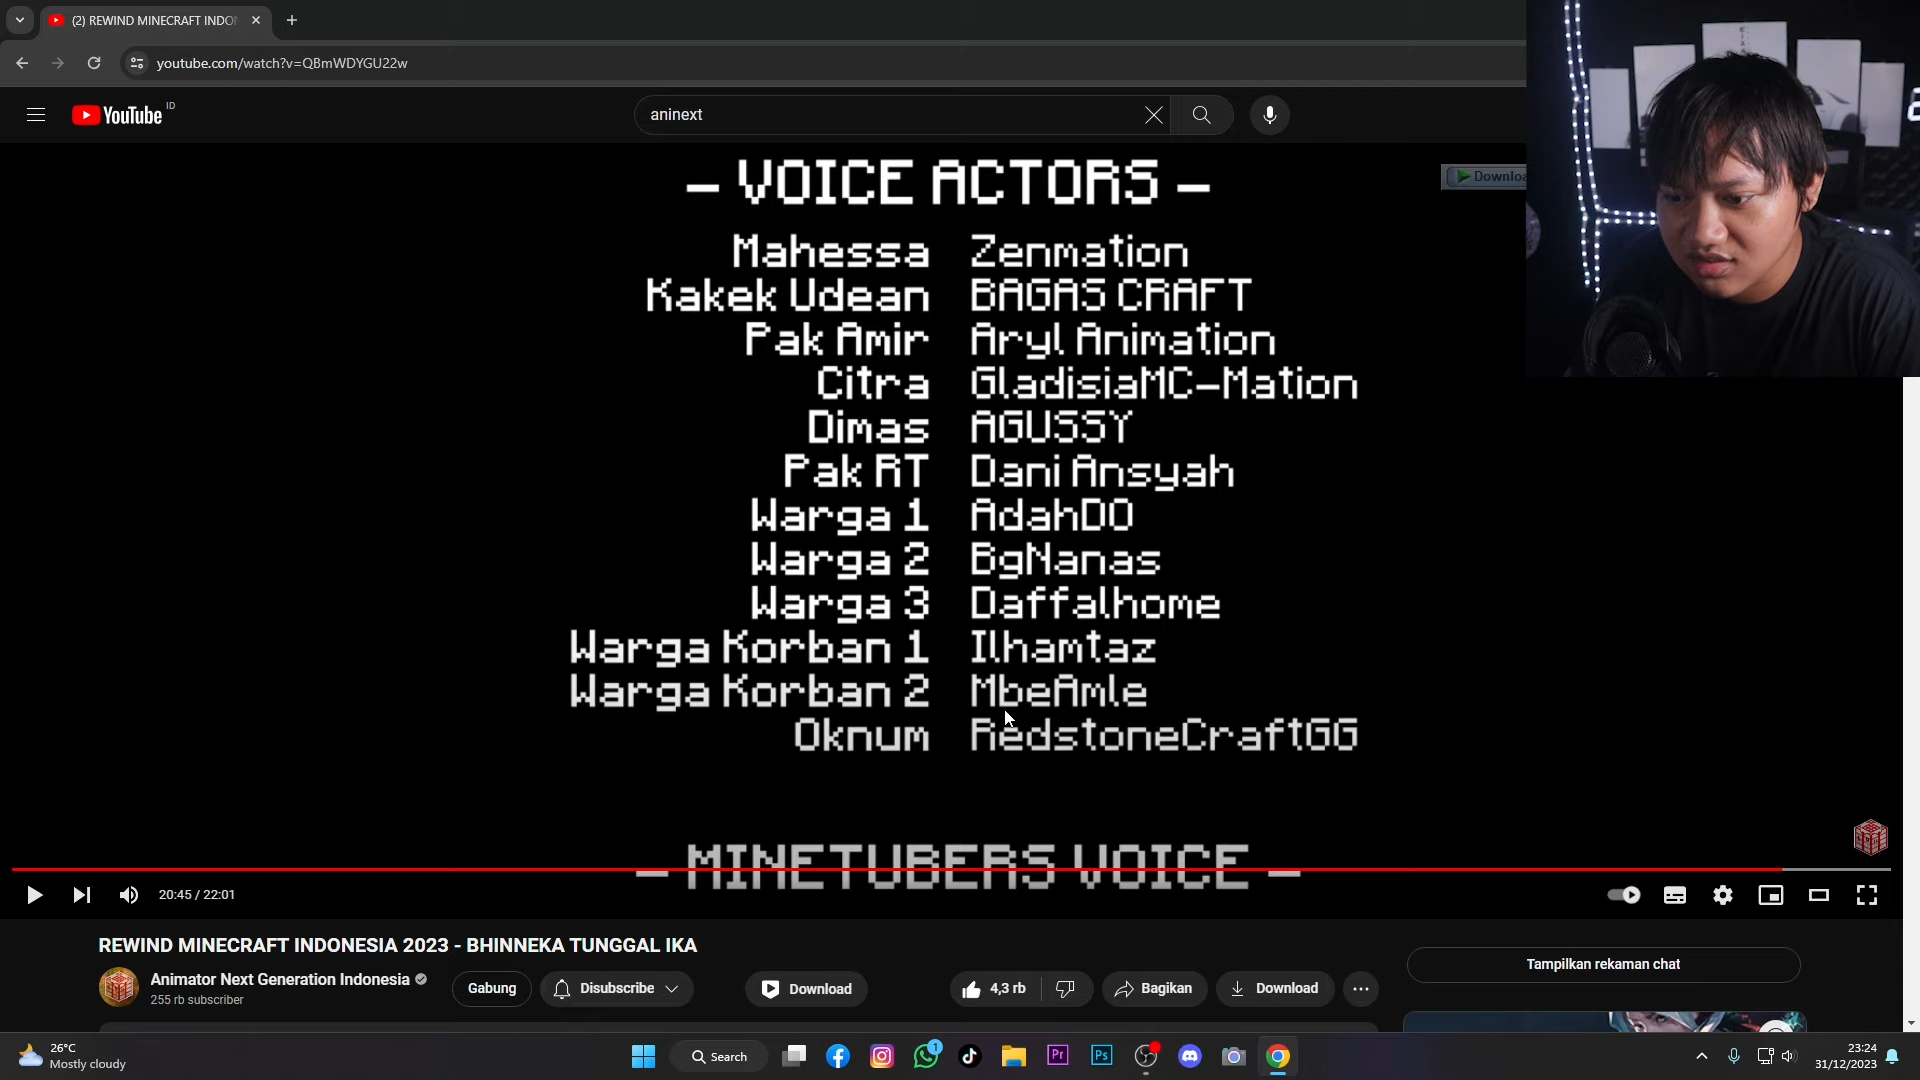 (2) REWIND MINECRAFT INDO
youtube.com/watch?v=QBmWDYGU22w
YouTube ID
aninext
– VOICE ACTORS –
Mahessa Zenmation
Kakek Udean BAGAS CRAFT
Pak Amir Aryl Animation
Citra GladisiaMC-Mation
Dimas AGUSSY
Pak RT Dani Ansyah
Warga 1 AdahDO
Warga 2 BgNanas
Warga 3 Daffalhome
Warga Korban 1 Ilhamtaz
Warga Korban 2 MbeAmle
Oknum RedstoneCraftGG
– MINETUBERS VOICE –
20:45 / 22:01
REWIND MINECRAFT INDONESIA 2023 - BHINNEKA TUNGGAL IKA
Animator Next Generation Indonesia
255 rb subscriber
Gabung
Disubscribe
Download
4,3 rb
Bagikan
Download
Tampilkan rekaman chat
26°C
Mostly cloudy
Search
1
Pr
Ps
23:24
31/12/2023